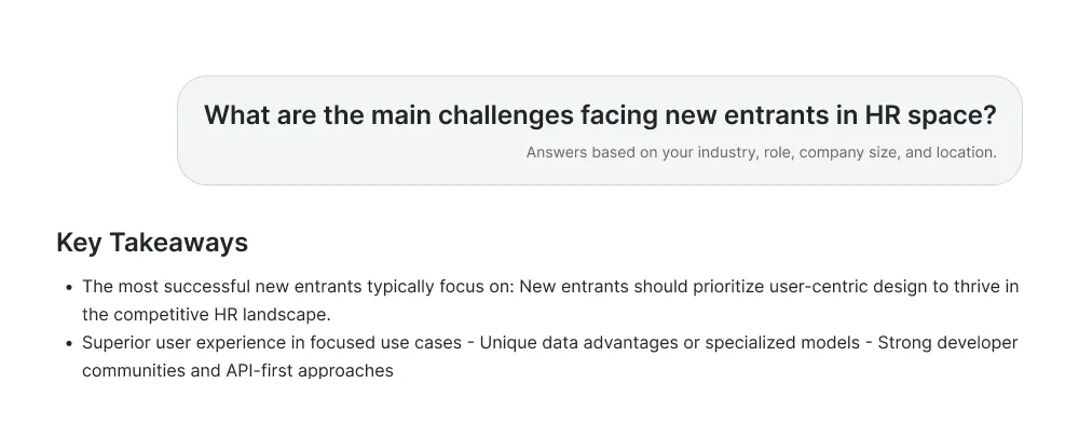 What are the main challenges facing new entrants in HR space?
Answers based on your industry, role, company size, and location.
Key Takeaways
• The most successful new entrants typically focus on: New entrants should prioritize user-centric design to thrive in
the competitive HR landscape.
• Superior user experience in focused use cases - Unique data advantages or specialized models - Strong developer
communities and API-first approaches